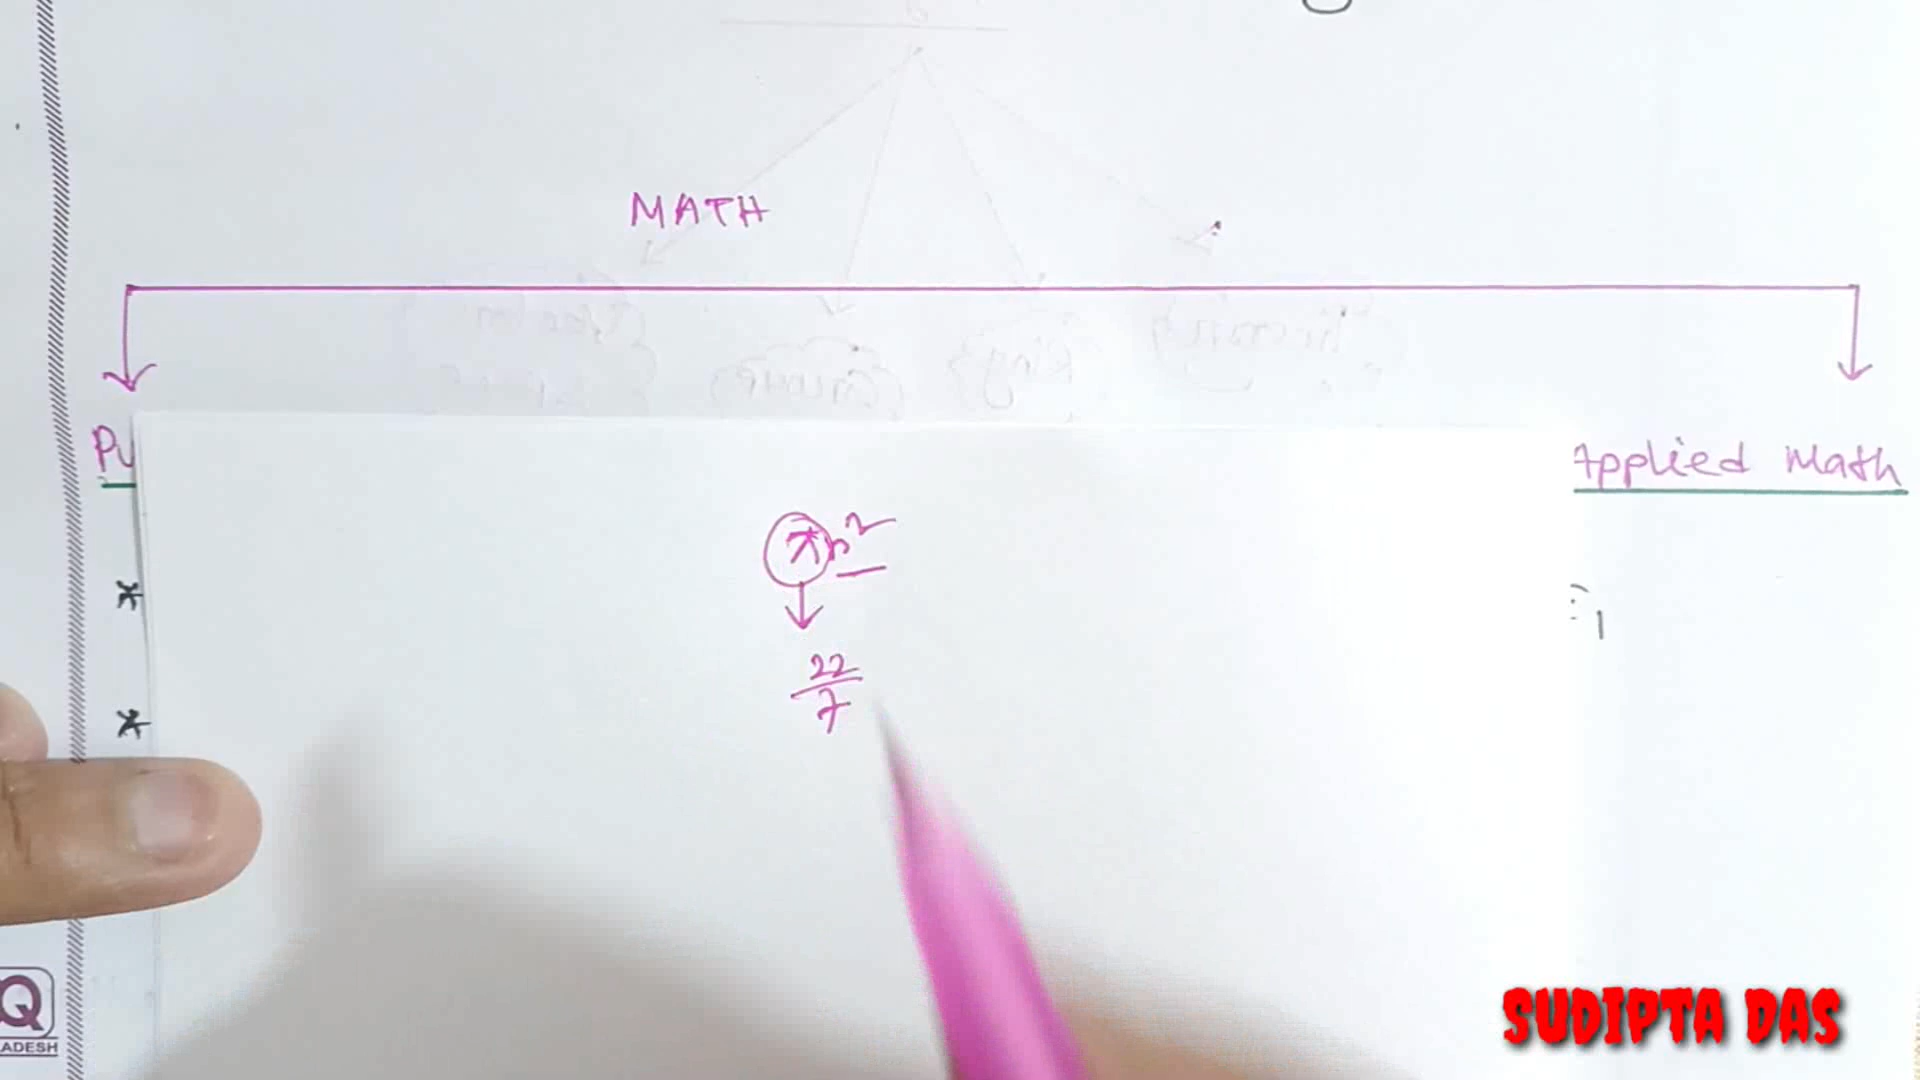 MATH
Pu
Applied Math
πr²
22
7
Q
ADESH
SUDIPTA DAS